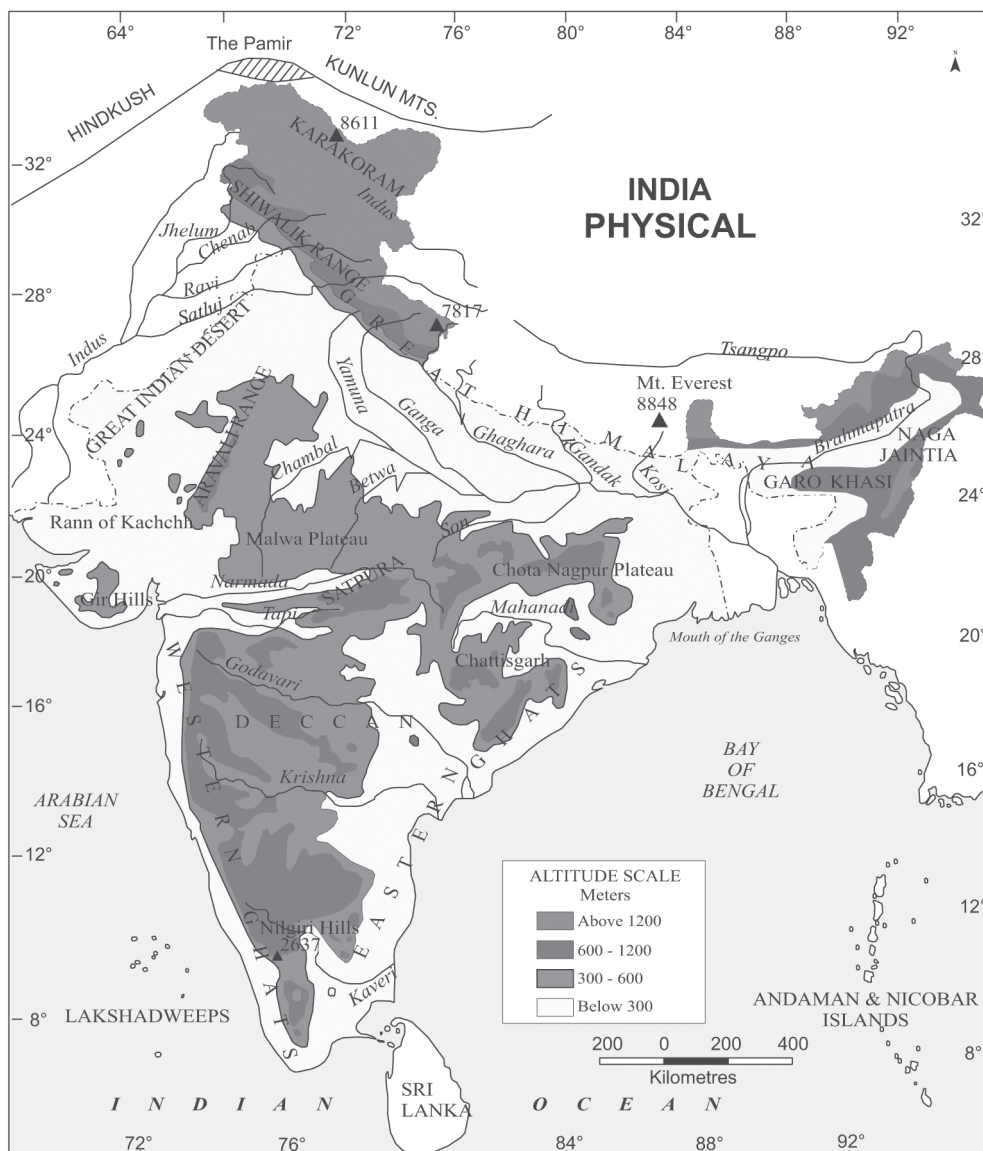 64° 68° 72° 76° 80° 84° 88° 92°
The Pamir
N
HINDKUSH
KUNLUN MTS.
8611
KARAKORAM
32°
Indus
INDIA
PHYSICAL
SHIWALIK RANGE
32°
Jhelum
Chenab
Ravi
28°
Satluj
7817
Indus
GREAT INDIAN DESERT
Tsangpo
28°
Mt. Everest
8848
GREAT HIMALAYA
Yamuna
Ganga
Ghaghara
Gandak
Kosi
Brahmaputra
24°
NAGA
JAINTIA
GARO KHASI
ARAVALI RANGE
Chambal
Betwa
24°
Rann of Kachchh
Malwa Plateau
Son
20°
Narmada
SATPURA
Chota Nagpur Plateau
Gir Hills
Tapi
Mahanadi
20°
Mouth of the Ganges
Chattisgarh
WESTERN GHATS
Godavari
16°
DECCAN
EASTERN GHATS
BAY
OF
BENGAL
16°
Krishna
ARABIAN
SEA
12°
ALTITUDE SCALE
Meters
Above 1200
600 - 1200
300 - 600
Below 300
12°
Nilgiri Hills
2637
Kaveri
LAKSHADWEEPS
8°
ANDAMAN & NICOBAR
ISLANDS
200 0 200 400
Kilometres
8°
SRI
LANKA
INDIAN OCEAN
72° 76° 84° 88° 92°